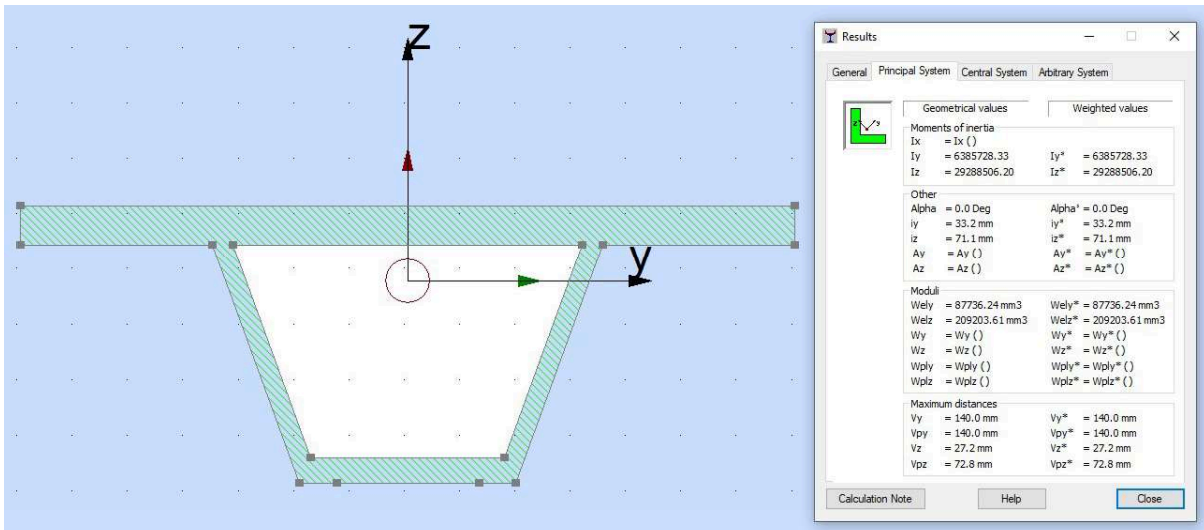 z
y
Results
General Principal System Central System Arbitrary System
z y
Geometrical values Weighted values
Moments of inertia
Ix = Ix ()
Iy = 6385728.33 Iy* = 6385728.33
Iz = 29288506.20 Iz* = 29288506.20
Other
Alpha = 0.0 Deg Alpha' = 0.0 Deg
iy = 33.2 mm iy* = 33.2 mm
iz = 71.1 mm iz* = 71.1 mm
Ay = Ay () Ay* = Ay* ()
Az = Az () Az* = Az* ()
Moduli
Wely = 87736.24 mm3 Wely* = 87736.24 mm3
Welz = 209203.61 mm3 Welz* = 209203.61 mm3
Wy = Wy () Wy* = Wy* ()
Wz = Wz () Wz* = Wz* ()
Wply = Wply () Wply* = Wply* ()
Wplz = Wplz () Wplz* = Wplz* ()
Maximum distances
Vy = 140.0 mm Vy* = 140.0 mm
Vpy = 140.0 mm Vpy* = 140.0 mm
Vz = 27.2 mm Vz* = 27.2 mm
Vpz = 72.8 mm Vpz* = 72.8 mm
Calculation Note Help Close